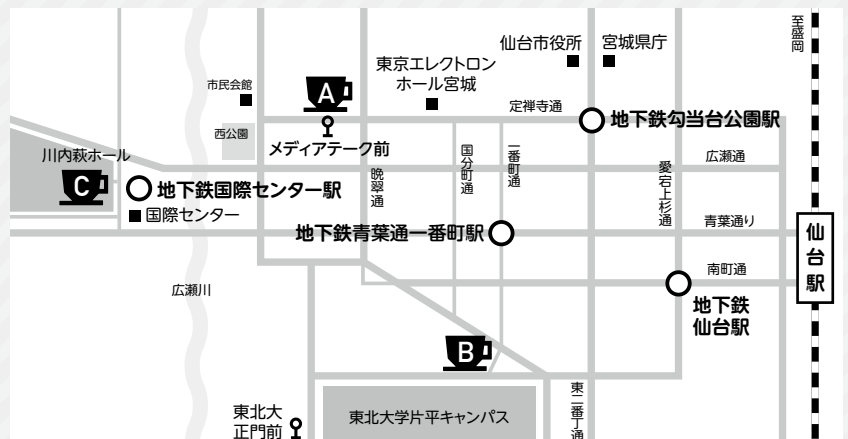 至盛岡
仙台市役所
宮城県庁
東京エレクトロン
ホール宮城
市民会館
A
定禅寺通
地下鉄勾当台公園駅
西公園
メディアテーク前
川内萩ホール
広瀬通
国分町通
一番町通
晩翠通
愛宕上杉通
C
地下鉄国際センター駅
国際センター
青葉通り
地下鉄青葉通一番町駅
仙台駅
南町通
広瀬川
地下鉄
仙台駅
B
東北大
正門前
東北大学片平キャンパス
東二番丁通